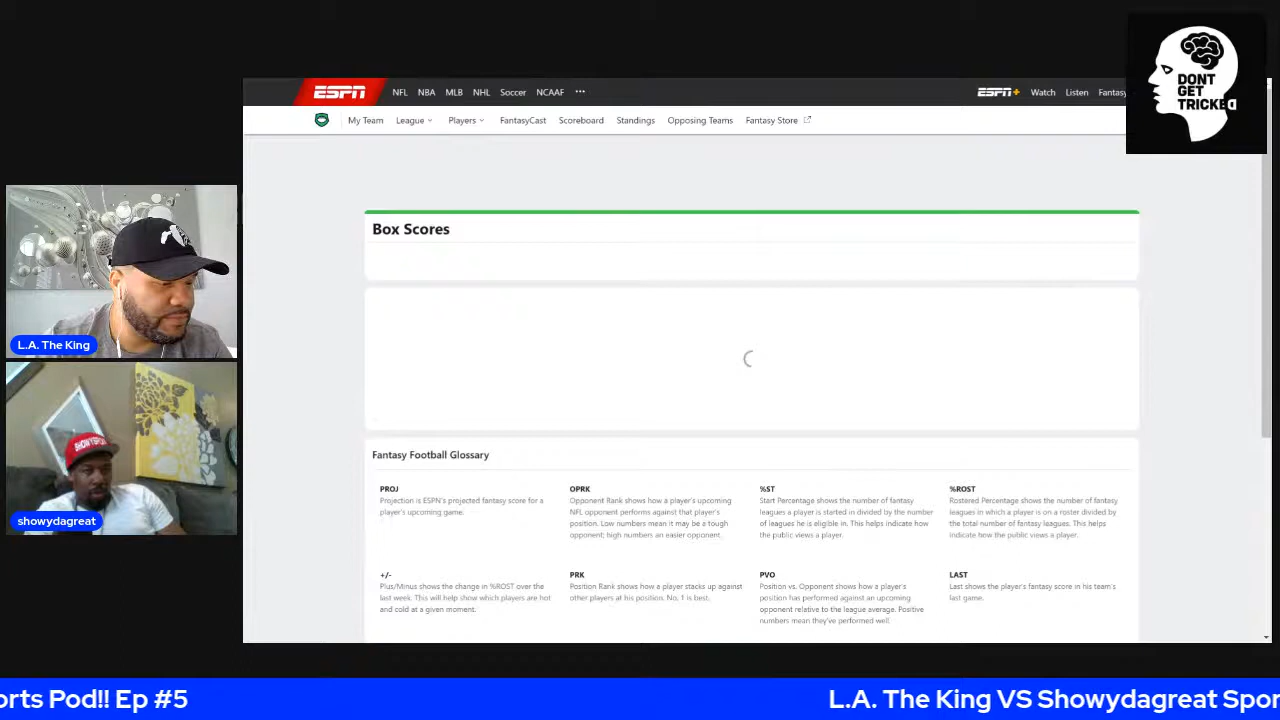 DONT
GET
TRICKED
ESPN NFL NBA MLB NHL Soccer NCAAF ••• ESPN+ Watch Listen Fantasy
My Team League Players FantasyCast Scoreboard Standings Opposing Teams Fantasy Store
Box Scores
L.A. The King
showydagreat
Fantasy Football Glossary
PROJ
Projection is ESPN's projected fantasy score for a
player's upcoming game.
OPRK
Opponent Rank shows how a player's upcoming
NFL opponent performs against that player's
position. Low numbers mean it may be a tough
opponent; high numbers an easier opponent.
%ST
Start Percentage shows the number of fantasy
leagues a player is started in divided by the number
of leagues he is eligible in. This helps indicate how
the public views a player.
%ROST
Rostered Percentage shows the number of fantasy
leagues in which a player is on a roster divided by
the total number of fantasy leagues. This helps
indicate how the public views a player.
+/-
Plus/Minus shows the change in %ROST over the
last week. This will help show which players are hot
and cold at a given moment.
PRK
Position Rank shows how a player stacks up against
other players at his position. No. 1 is best.
PVO
Position vs. Opponent shows how a player's
position has performed against an upcoming
opponent relative to the league average. Positive
numbers mean they've performed well.
LAST
Last shows the player's fantasy score in his team's
last game.
orts Pod!! Ep #5 L.A. The King VS Showydagreat Spor